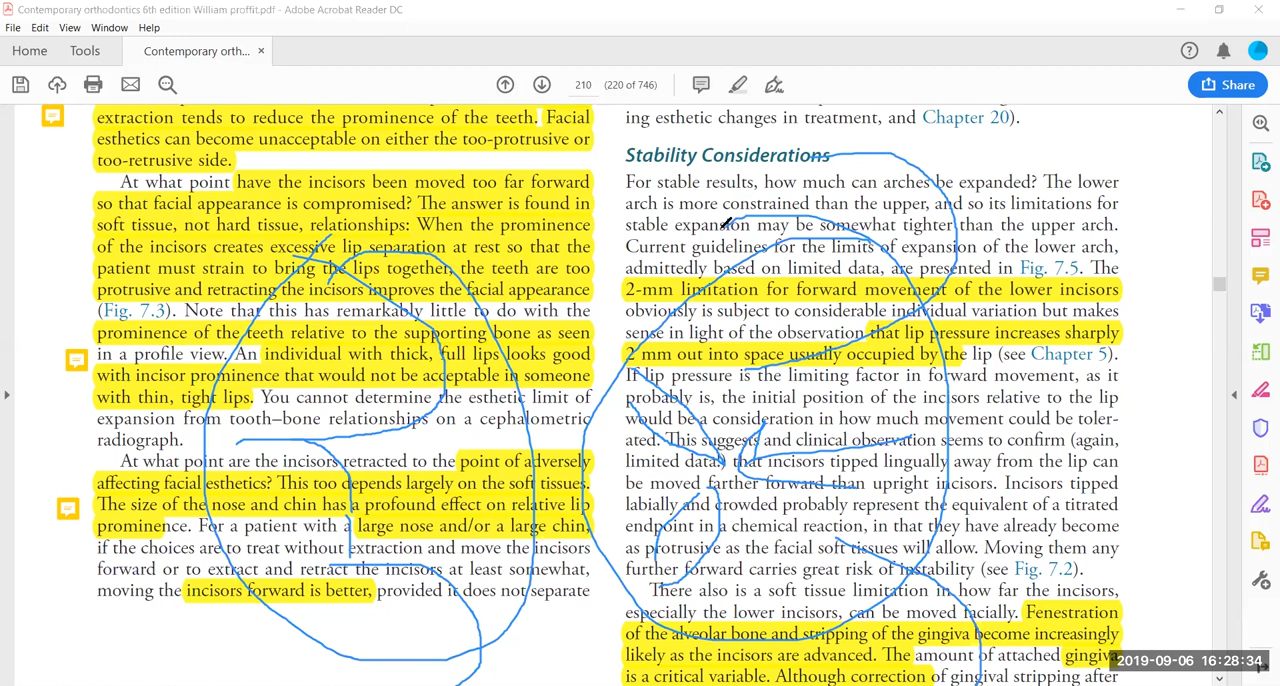 Contemporary orthodontics 6th edition William proffit.pdf - Adobe Acrobat Reader DC
File Edit View Window Help
Home Tools Contemporary orth... ×
210 (220 of 746)
Share
extraction tends to reduce the prominence of the teeth. Facial
esthetics can become unacceptable on either the too-protrusive or
too-retrusive side.
At what point have the incisors been moved too far forward
so that facial appearance is compromised? The answer is found in
soft tissue, not hard tissue, relationships: When the prominence
of the incisors creates excessive lip separation at rest so that the
patient must strain to bring the lips together, the teeth are too
protrusive and retracting the incisors improves the facial appearance
(Fig. 7.3). Note that this has remarkably little to do with the
prominence of the teeth relative to the supporting bone as seen
in a profile view. An individual with thick, full lips looks good
with incisor prominence that would not be acceptable in someone
with thin, tight lips. You cannot determine the esthetic limit of
expansion from tooth–bone relationships on a cephalometric
radiograph.
At what point are the incisors retracted to the point of adversely
affecting facial esthetics? This too depends largely on the soft tissues.
The size of the nose and chin has a profound effect on relative lip
prominence. For a patient with a large nose and/or a large chin,
if the choices are to treat without extraction and move the incisors
forward or to extract and retract the incisors at least somewhat,
moving the incisors forward is better, provided it does not separate
ing esthetic changes in treatment, and Chapter 20).
Stability Considerations
For stable results, how much can arches be expanded? The lower
arch is more constrained than the upper, and so its limitations for
stable expansion may be somewhat tighter than the upper arch.
Current guidelines for the limits of expansion of the lower arch,
admittedly based on limited data, are presented in Fig. 7.5. The
2-mm limitation for forward movement of the lower incisors
obviously is subject to considerable individual variation but makes
sense in light of the observation that lip pressure increases sharply
2 mm out into space usually occupied by the lip (see Chapter 5).
If lip pressure is the limiting factor in forward movement, as it
probably is, the initial position of the incisors relative to the lip
would be a consideration in how much movement could be toler-
ated. This suggests and clinical observation seems to confirm (again,
limited data!) that incisors tipped lingually away from the lip can
be moved farther forward than upright incisors. Incisors tipped
labially and crowded probably represent the equivalent of a titrated
endpoint in a chemical reaction, in that they have already become
as protrusive as the facial soft tissues will allow. Moving them any
further forward carries great risk of instability (see Fig. 7.2).
There also is a soft tissue limitation in how far the incisors,
especially the lower incisors, can be moved facially. Fenestration
of the alveolar bone and stripping of the gingiva become increasingly
likely as the incisors are advanced. The amount of attached gingiva
is a critical variable. Although correction of gingival stripping after
2019-09-06 16:28:34